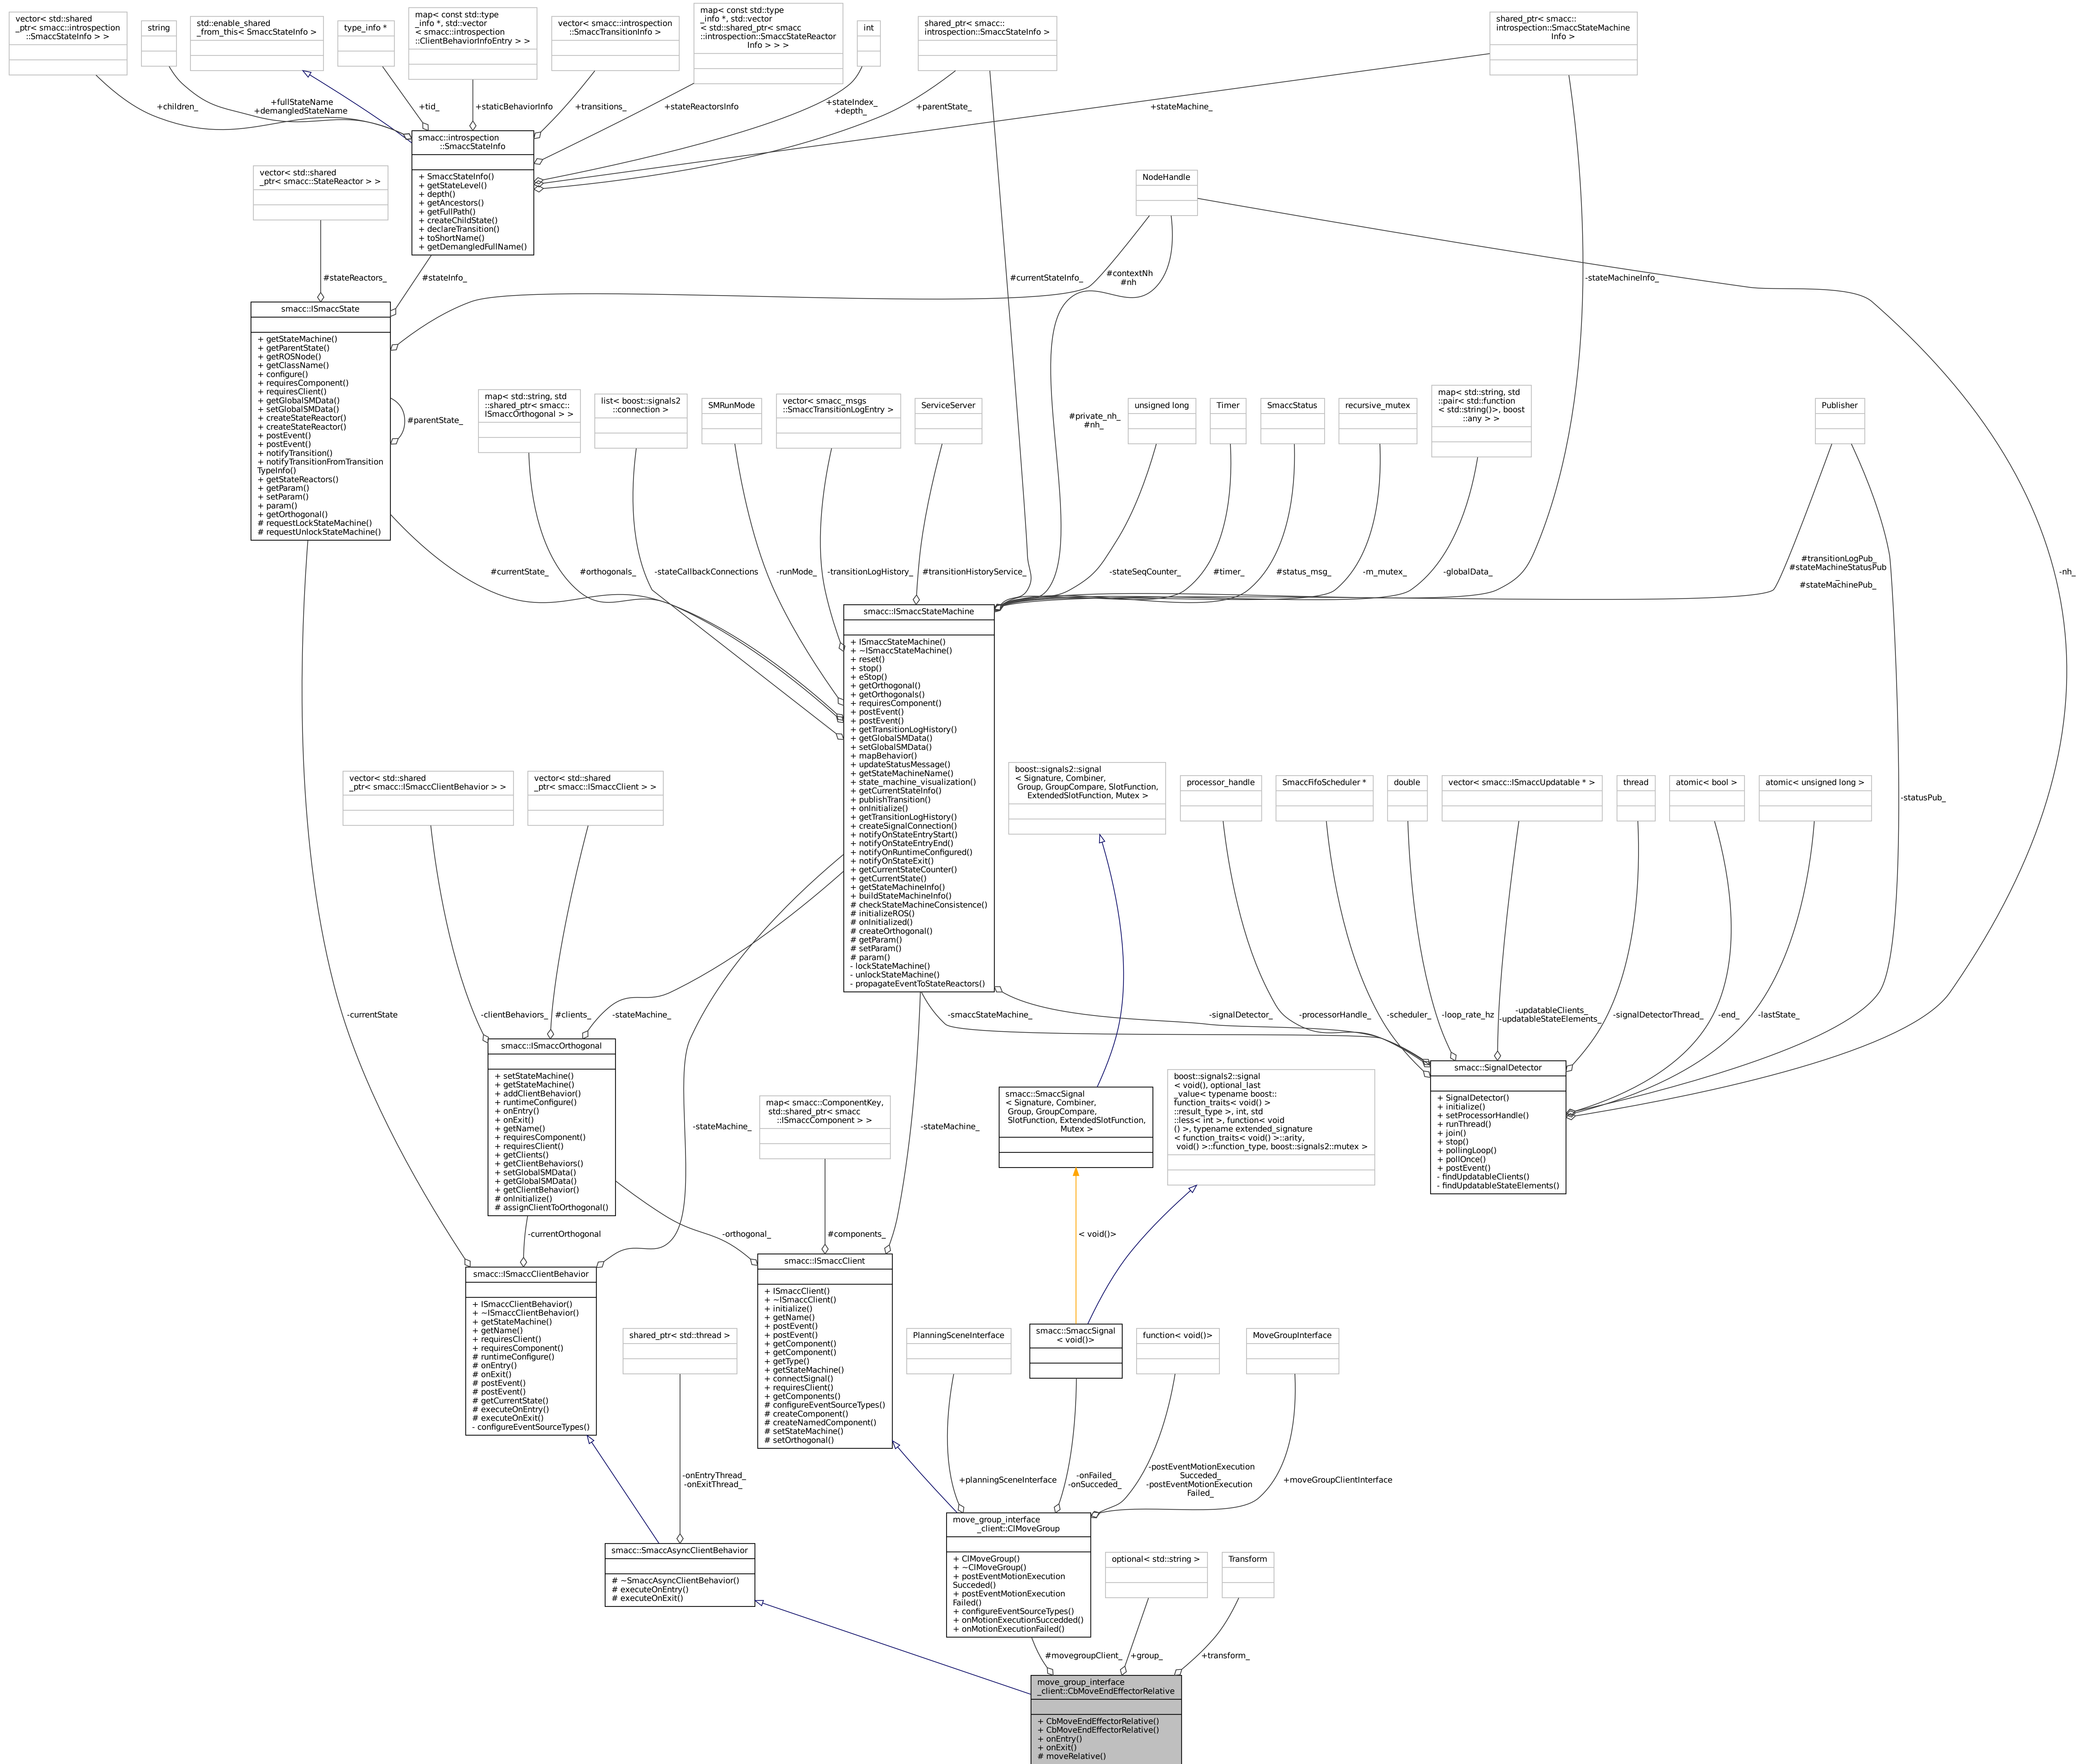 vector< std::shared
_ptr< smacc::introspection
::SmaccStateInfo > >
string
std::enable_shared
_from_this< SmaccStateInfo >
type_info *
map< const std::type
_info *, std::vector
< smacc::introspection
::ClientBehaviorInfoEntry > >
vector< smacc::introspection
::SmaccTransitionInfo >
map< const std::type
_info *, std::vector
< std::shared_ptr< smacc
::introspection::SmaccStateReactor
Info > > >
int
shared_ptr< smacc::
introspection::SmaccStateInfo >
shared_ptr< smacc::
introspection::SmaccStateMachine
Info >
+children_
+fullStateName
+demangledStateName
+tid_
+staticBehaviorInfo
+transitions_
+stateReactorsInfo
+stateIndex_
+depth_
+parentState_
+stateMachine_
smacc::introspection
::SmaccStateInfo
+ SmaccStateInfo()
+ getStateLevel()
+ depth()
+ getAncestors()
+ getFullPath()
+ createChildState()
+ declareTransition()
+ toShortName()
+ getDemangledFullName()
vector< std::shared
_ptr< smacc::StateReactor > >
NodeHandle
#stateReactors_
#stateInfo_
#contextNh
#nh
#currentStateInfo_
-stateMachineInfo_
smacc::ISmaccState
+ getStateMachine()
+ getParentState()
+ getROSNode()
+ getClassName()
+ configure()
+ requiresComponent()
+ requiresClient()
+ getGlobalSMData()
+ setGlobalSMData()
+ createStateReactor()
+ createStateReactor()
+ postEvent()
+ postEvent()
+ notifyTransition()
+ notifyTransitionFromTransition
TypeInfo()
+ getStateReactors()
+ getParam()
+ setParam()
+ param()
+ getOrthogonal()
# requestLockStateMachine()
# requestUnlockStateMachine()
#parentState_
map< std::string, std
::shared_ptr< smacc::
ISmaccOrthogonal > >
list< boost::signals2
::connection >
SMRunMode
vector< smacc_msgs
::SmaccTransitionLogEntry >
ServiceServer
#private_nh_
#nh_
unsigned long
Timer
SmaccStatus
recursive_mutex
map< std::string, std
::pair< std::function
< std::string()>, boost
::any > >
Publisher
#currentState_
#orthogonals_
-stateCallbackConnections
-runMode_
-transitionLogHistory_
#transitionHistoryService_
-stateSeqCounter_
#timer_
#status_msg_
-m_mutex_
-globalData_
#transitionLogPub_
#stateMachineStatusPub
_
#stateMachinePub_
-nh_
smacc::ISmaccStateMachine
+ ISmaccStateMachine()
+ ~ISmaccStateMachine()
+ reset()
+ stop()
+ eStop()
+ getOrthogonal()
+ getOrthogonals()
+ requiresComponent()
+ postEvent()
+ postEvent()
+ getTransitionLogHistory()
+ getGlobalSMData()
+ setGlobalSMData()
+ mapBehavior()
+ updateStatusMessage()
+ getStateMachineName()
+ state_machine_visualization()
+ getCurrentStateInfo()
+ publishTransition()
+ onInitialize()
+ getTransitionLogHistory()
+ createSignalConnection()
+ notifyOnStateEntryStart()
+ notifyOnStateEntryEnd()
+ notifyOnRuntimeConfigured()
+ notifyOnStateExit()
+ getCurrentStateCounter()
+ getCurrentState()
+ getStateMachineInfo()
+ buildStateMachineInfo()
# checkStateMachineConsistence()
# initializeROS()
# onInitialized()
# createOrthogonal()
# getParam()
# setParam()
# param()
- lockStateMachine()
- unlockStateMachine()
- propagateEventToStateReactors()
vector< std::shared
_ptr< smacc::ISmaccClientBehavior > >
vector< std::shared
_ptr< smacc::ISmaccClient > >
boost::signals2::signal
< Signature, Combiner,
Group, GroupCompare, SlotFunction,
ExtendedSlotFunction, Mutex >
processor_handle
SmaccFifoScheduler *
double
vector< smacc::ISmaccUpdatable * >
thread
atomic< bool >
atomic< unsigned long >
-statusPub_
-currentState
-clientBehaviors_
#clients_
-stateMachine_
-smaccStateMachine_
-signalDetector_
-processorHandle_
-scheduler_
-loop_rate_hz
-updatableClients_
-updatableStateElements_
-signalDetectorThread_
-end_
-lastState_
smacc::ISmaccOrthogonal
+ setStateMachine()
+ getStateMachine()
+ addClientBehavior()
+ runtimeConfigure()
+ onEntry()
+ onExit()
+ getName()
+ requiresComponent()
+ requiresClient()
+ getClients()
+ getClientBehaviors()
+ setGlobalSMData()
+ getGlobalSMData()
+ getClientBehavior()
# onInitialize()
# assignClientToOrthogonal()
-stateMachine_
map< smacc::ComponentKey,
std::shared_ptr< smacc
::ISmaccComponent > >
-stateMachine_
smacc::SmaccSignal
< Signature, Combiner,
Group, GroupCompare,
SlotFunction, ExtendedSlotFunction,
Mutex >
boost::signals2::signal
< void(), optional_last
_value< typename boost::
function_traits< void() >
::result_type >, int, std
::less< int >, function< void
() >, typename extended_signature
< function_traits< void() >::arity,
void() >::function_type, boost::signals2::mutex >
smacc::SignalDetector
+ SignalDetector()
+ initialize()
+ setProcessorHandle()
+ runThread()
+ join()
+ stop()
+ pollingLoop()
+ pollOnce()
+ postEvent()
- findUpdatableClients()
- findUpdatableStateElements()
-currentOrthogonal
-orthogonal_
#components_
< void()>
smacc::ISmaccClientBehavior
+ ISmaccClientBehavior()
+ ~ISmaccClientBehavior()
+ getStateMachine()
+ getName()
+ requiresClient()
+ requiresComponent()
# runtimeConfigure()
# onEntry()
# onExit()
# postEvent()
# postEvent()
# getCurrentState()
# executeOnEntry()
# executeOnExit()
- configureEventSourceTypes()
shared_ptr< std::thread >
smacc::ISmaccClient
+ ISmaccClient()
+ ~ISmaccClient()
+ initialize()
+ getName()
+ postEvent()
+ postEvent()
+ getComponent()
+ getComponent()
+ getType()
+ getStateMachine()
+ connectSignal()
+ requiresClient()
+ getComponents()
# configureEventSourceTypes()
# createComponent()
# createNamedComponent()
# setStateMachine()
# setOrthogonal()
PlanningSceneInterface
smacc::SmaccSignal
< void()>
function< void()>
MoveGroupInterface
-onEntryThread_
-onExitThread_
+planningSceneInterface
-onFailed_
-onSucceded_
-postEventMotionExecution
Succeded_
-postEventMotionExecution
Failed_
+moveGroupClientInterface
smacc::SmaccAsyncClientBehavior
# ~SmaccAsyncClientBehavior()
# executeOnEntry()
# executeOnExit()
move_group_interface
_client::ClMoveGroup
+ ClMoveGroup()
+ ~ClMoveGroup()
+ postEventMotionExecution
Succeded()
+ postEventMotionExecution
Failed()
+ configureEventSourceTypes()
+ onMotionExecutionSuccedded()
+ onMotionExecutionFailed()
optional< std::string >
Transform
#movegroupClient_
+group_
+transform_
move_group_interface
_client::CbMoveEndEffectorRelative
+ CbMoveEndEffectorRelative()
+ CbMoveEndEffectorRelative()
+ onEntry()
+ onExit()
# moveRelative()